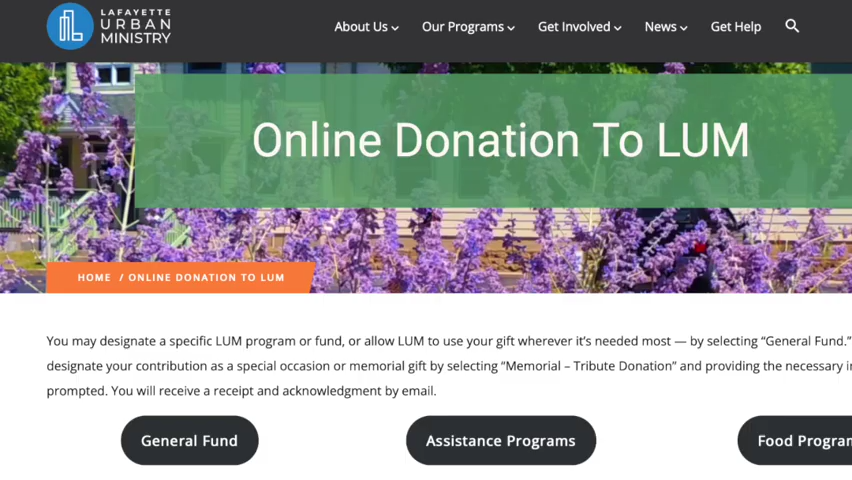 LAFAYETTE
URBAN
MINISTRY
About Us
Our Programs
Get Involved
News
Get Help
Online Donation To LUM
HOME / ONLINE DONATION TO LUM
You may designate a specific LUM program or fund, or allow LUM to use your gift wherever it’s needed most — by selecting “General Fund.”
designate your contribution as a special occasion or memorial gift by selecting “Memorial – Tribute Donation” and providing the necessary
prompted. You will receive a receipt and acknowledgment by email.
General Fund
Assistance Programs
Food